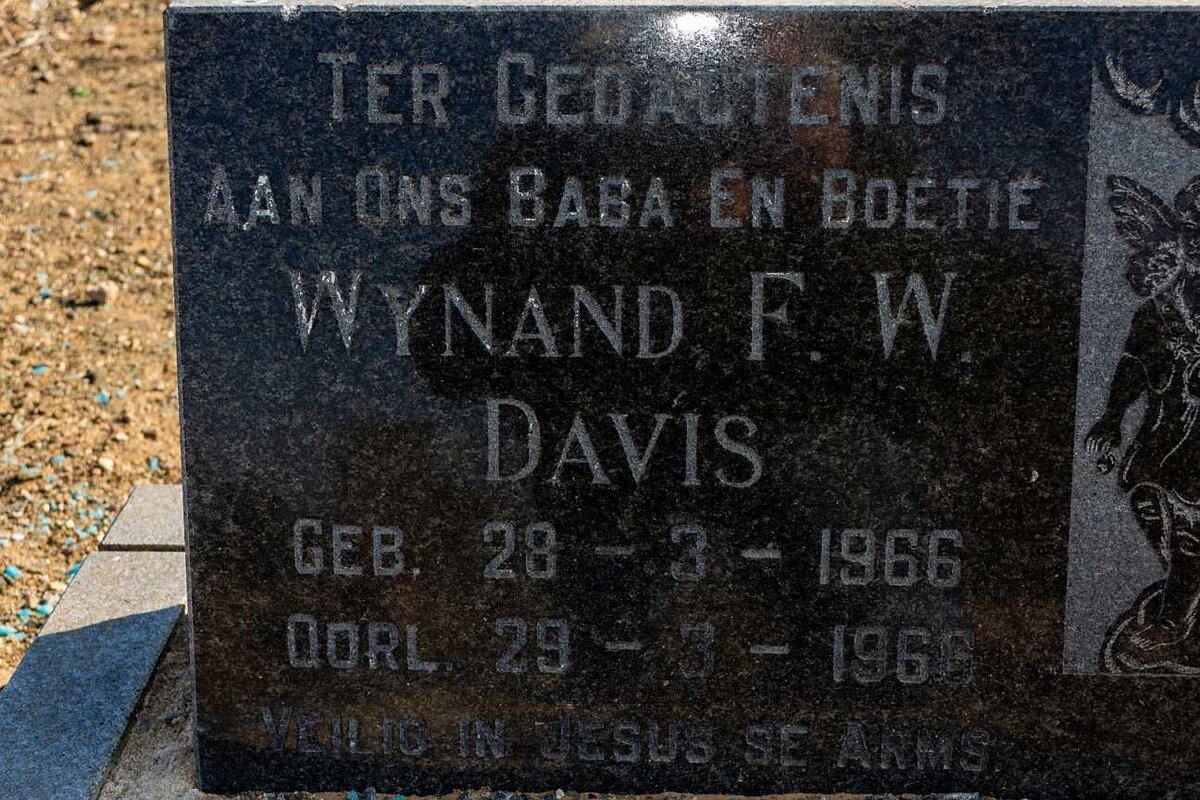 TER GEDAGTENIS
AAN ONS BABA EN BOETIE
WYNAND F. W.
DAVIS
GEB. 28 – 3 – 1966
OORL. 29 – 3 – 1966
VEILIG IN JESUS SE ARMS.